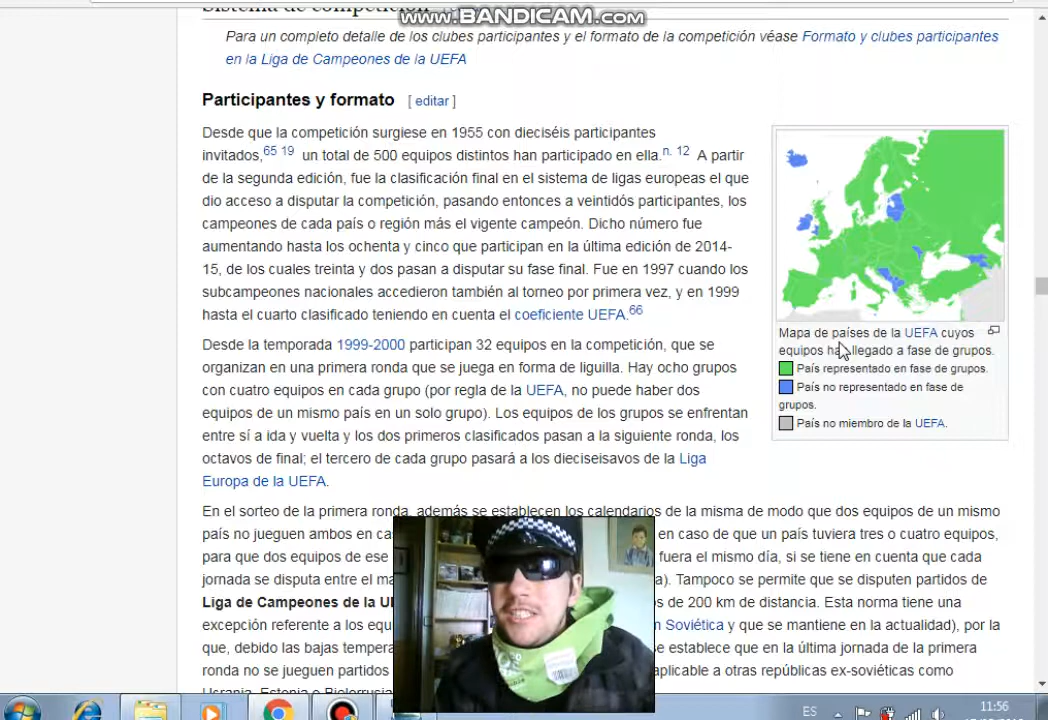 www.BANDICAM.com
Sistema de competición
Para un completo detalle de los clubes participantes y el formato de la competición véase Formato y clubes participantes
en la Liga de Campeones de la UEFA
Participantes y formato [ editar ]
Desde que la competición surgiese en 1955 con dieciséis participantes
invitados,65 19 un total de 500 equipos distintos han participado en ella.n. 12 A partir
de la segunda edición, fue la clasificación final en el sistema de ligas europeas el que
dio acceso a disputar la competición, pasando entonces a veintidós participantes, los
campeones de cada país o región más el vigente campeón. Dicho número fue
aumentando hasta los ochenta y cinco que participan en la última edición de 2014-
15, de los cuales treinta y dos pasan a disputar su fase final. Fue en 1997 cuando los
subcampeones nacionales accedieron también al torneo por primera vez, y en 1999
hasta el cuarto clasificado teniendo en cuenta el coeficiente UEFA.66
Mapa de países de la UEFA cuyos
equipos ha llegado a fase de grupos.
País representado en fase de grupos.
País no representado en fase de
grupos.
País no miembro de la UEFA.
Desde la temporada 1999-2000 participan 32 equipos en la competición, que se
organizan en una primera ronda que se juega en forma de liguilla. Hay ocho grupos
con cuatro equipos en cada grupo (por regla de la UEFA, no puede haber dos
equipos de un mismo país en un solo grupo). Los equipos de los grupos se enfrentan
entre sí a ida y vuelta y los dos primeros clasificados pasan a la siguiente ronda, los
octavos de final; el tercero de cada grupo pasará a los dieciseisavos de la Liga
Europa de la UEFA.
En el sorteo de la primera ronda, además se establecen los calendarios de la misma de modo que dos equipos de un mismo
país no jueguen ambos en ca en caso de que un país tuviera tres o cuatro equipos,
para que dos equipos de ese fuera el mismo día, si se tiene en cuenta que cada
jornada se disputa entre el ma a). Tampoco se permite que se disputen partidos de
Liga de Campeones de la U s de 200 km de distancia. Esta norma tiene una
excepción referente a los equ n Soviética y que se mantiene en la actualidad), por la
que, debido las bajas tempera se establece que en la última jornada de la primera
ronda no se jueguen partidos aplicable a otras repúblicas ex-soviéticas como
Ucrania, Estonia o Bielorrusia
ES
11:56